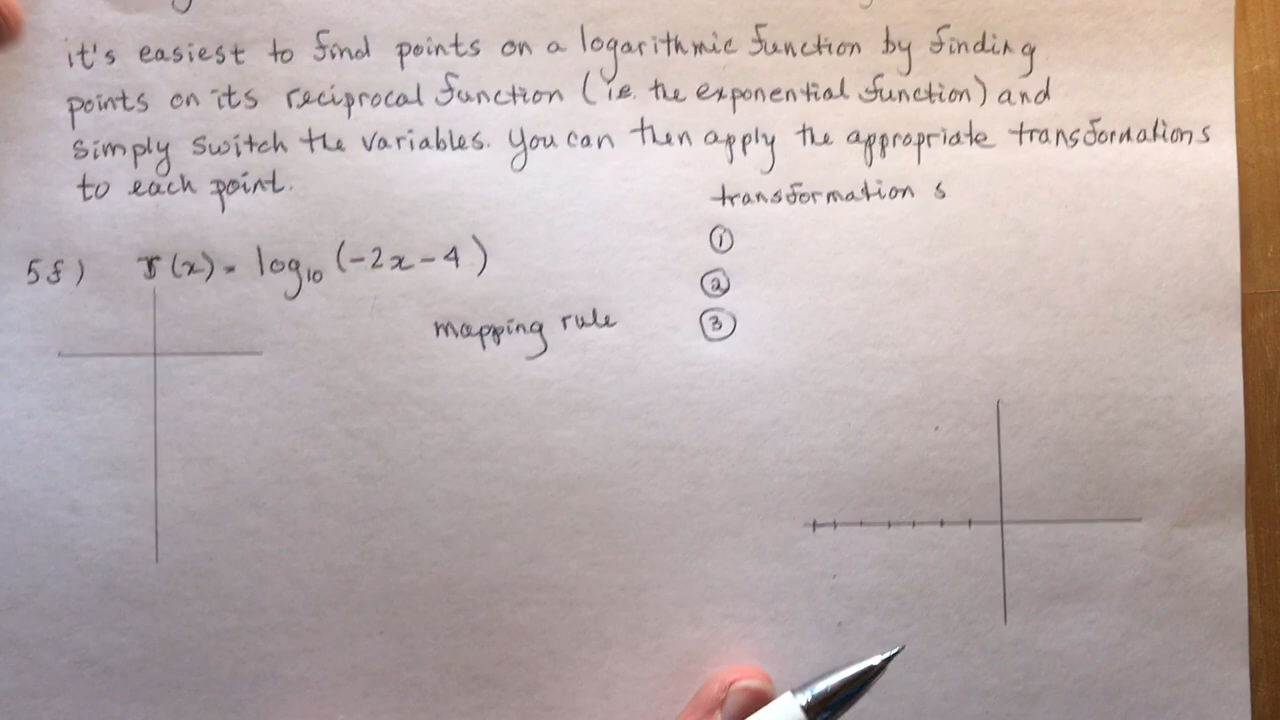 it's easiest to find points on a logarithmic function by finding
points on its reciprocal function (i.e. the exponential function) and
simply switch the variables. You can then apply the appropriate transformations
to each point.
transformations
①
5f) r(x) = log₁₀ (-2x-4)
②
mapping rule
③